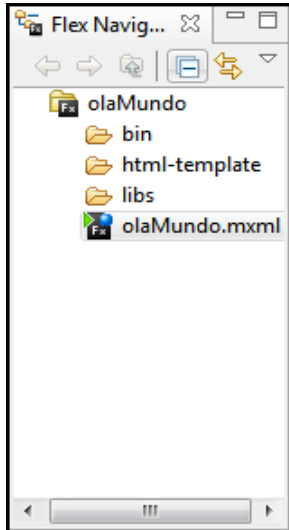 Flex Navig...
olaMundo
bin
html-template
libs
olaMundo.mxml